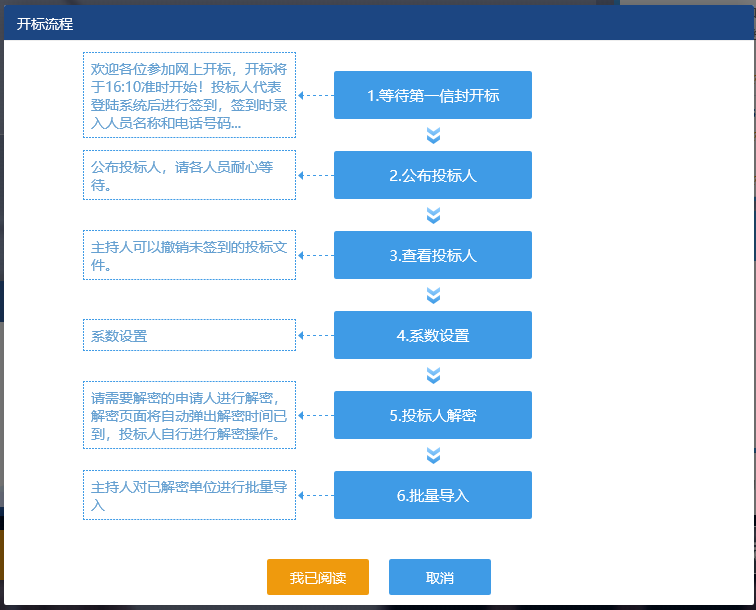 开标流程
欢迎各位参加网上开标，开标将
于16:10准时开始！投标人代表
登陆系统后进行签到，签到时录
入人员名称和电话号码...
1.等待第一信封开标
公布投标人，请各人员耐心等
待。
2.公布投标人
主持人可以撤销未签到的投标文
件。
3.查看投标人
系数设置
4.系数设置
请需要解密的申请人进行解密，
解密页面将自动弹出解密时间已
到，投标人自行进行解密操作。
5.投标人解密
主持人对已解密单位进行批量导
入
6.批量导入
我已阅读
取消